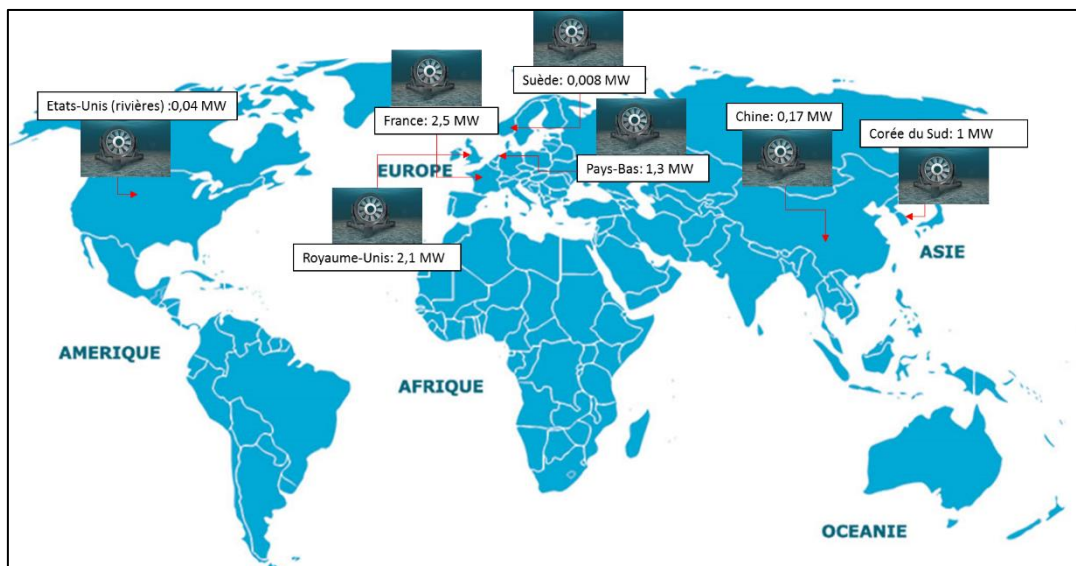 Suède: 0,008 MW
Etats-Unis (rivières) :0,04 MW
France: 2,5 MW
Chine: 0,17 MW
Corée du Sud: 1 MW
EUROPE
Pays-Bas: 1,3 MW
Royaume-Unis: 2,1 MW
ASIE
AMERIQUE
AFRIQUE
OCEANIE